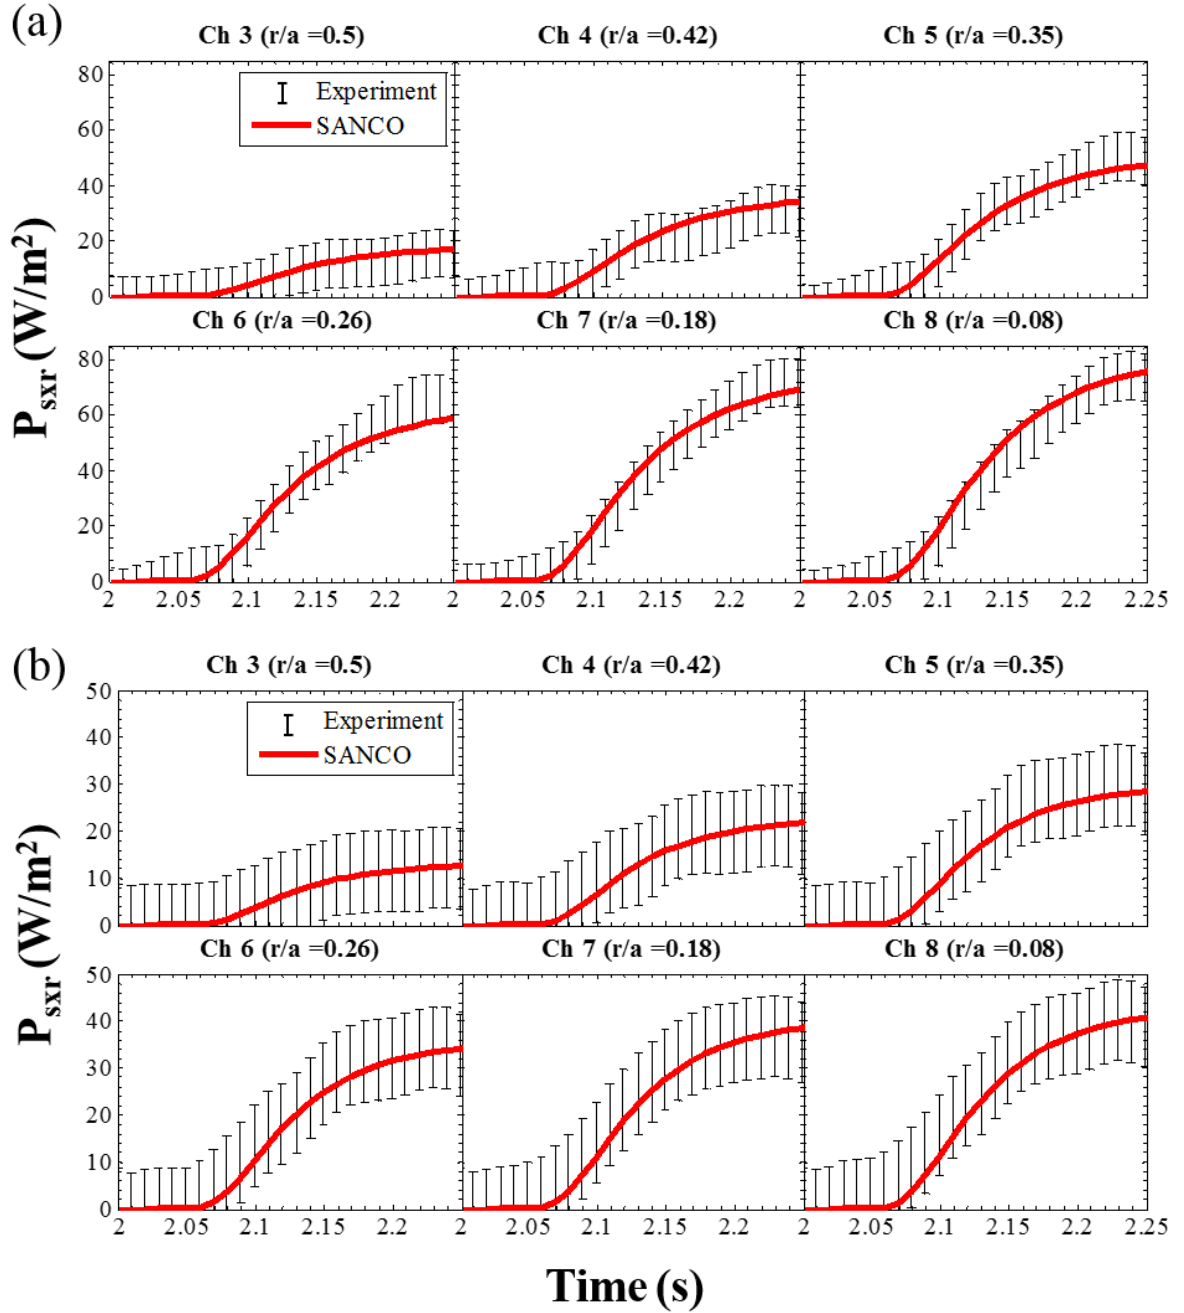 (a)
Ch 3 (r/a =0.5) Ch 4 (r/a =0.42) Ch 5 (r/a =0.35)
Experiment
SANCO
80
60
40
20
0
Ch 6 (r/a =0.26) Ch 7 (r/a =0.18) Ch 8 (r/a =0.08)
80
60
40
20
0
2 2.05 2.1 2.15 2.2 2 2.05 2.1 2.15 2.2 2 2.05 2.1 2.15 2.2 2.25
Psxr (W/m2)
(b)
Ch 3 (r/a =0.5) Ch 4 (r/a =0.42) Ch 5 (r/a =0.35)
Experiment
SANCO
50
40
30
20
10
0
Ch 6 (r/a =0.26) Ch 7 (r/a =0.18) Ch 8 (r/a =0.08)
50
40
30
20
10
0
2 2.05 2.1 2.15 2.2 2 2.05 2.1 2.15 2.2 2 2.05 2.1 2.15 2.2 2.25
Psxr (W/m2)
Time (s)